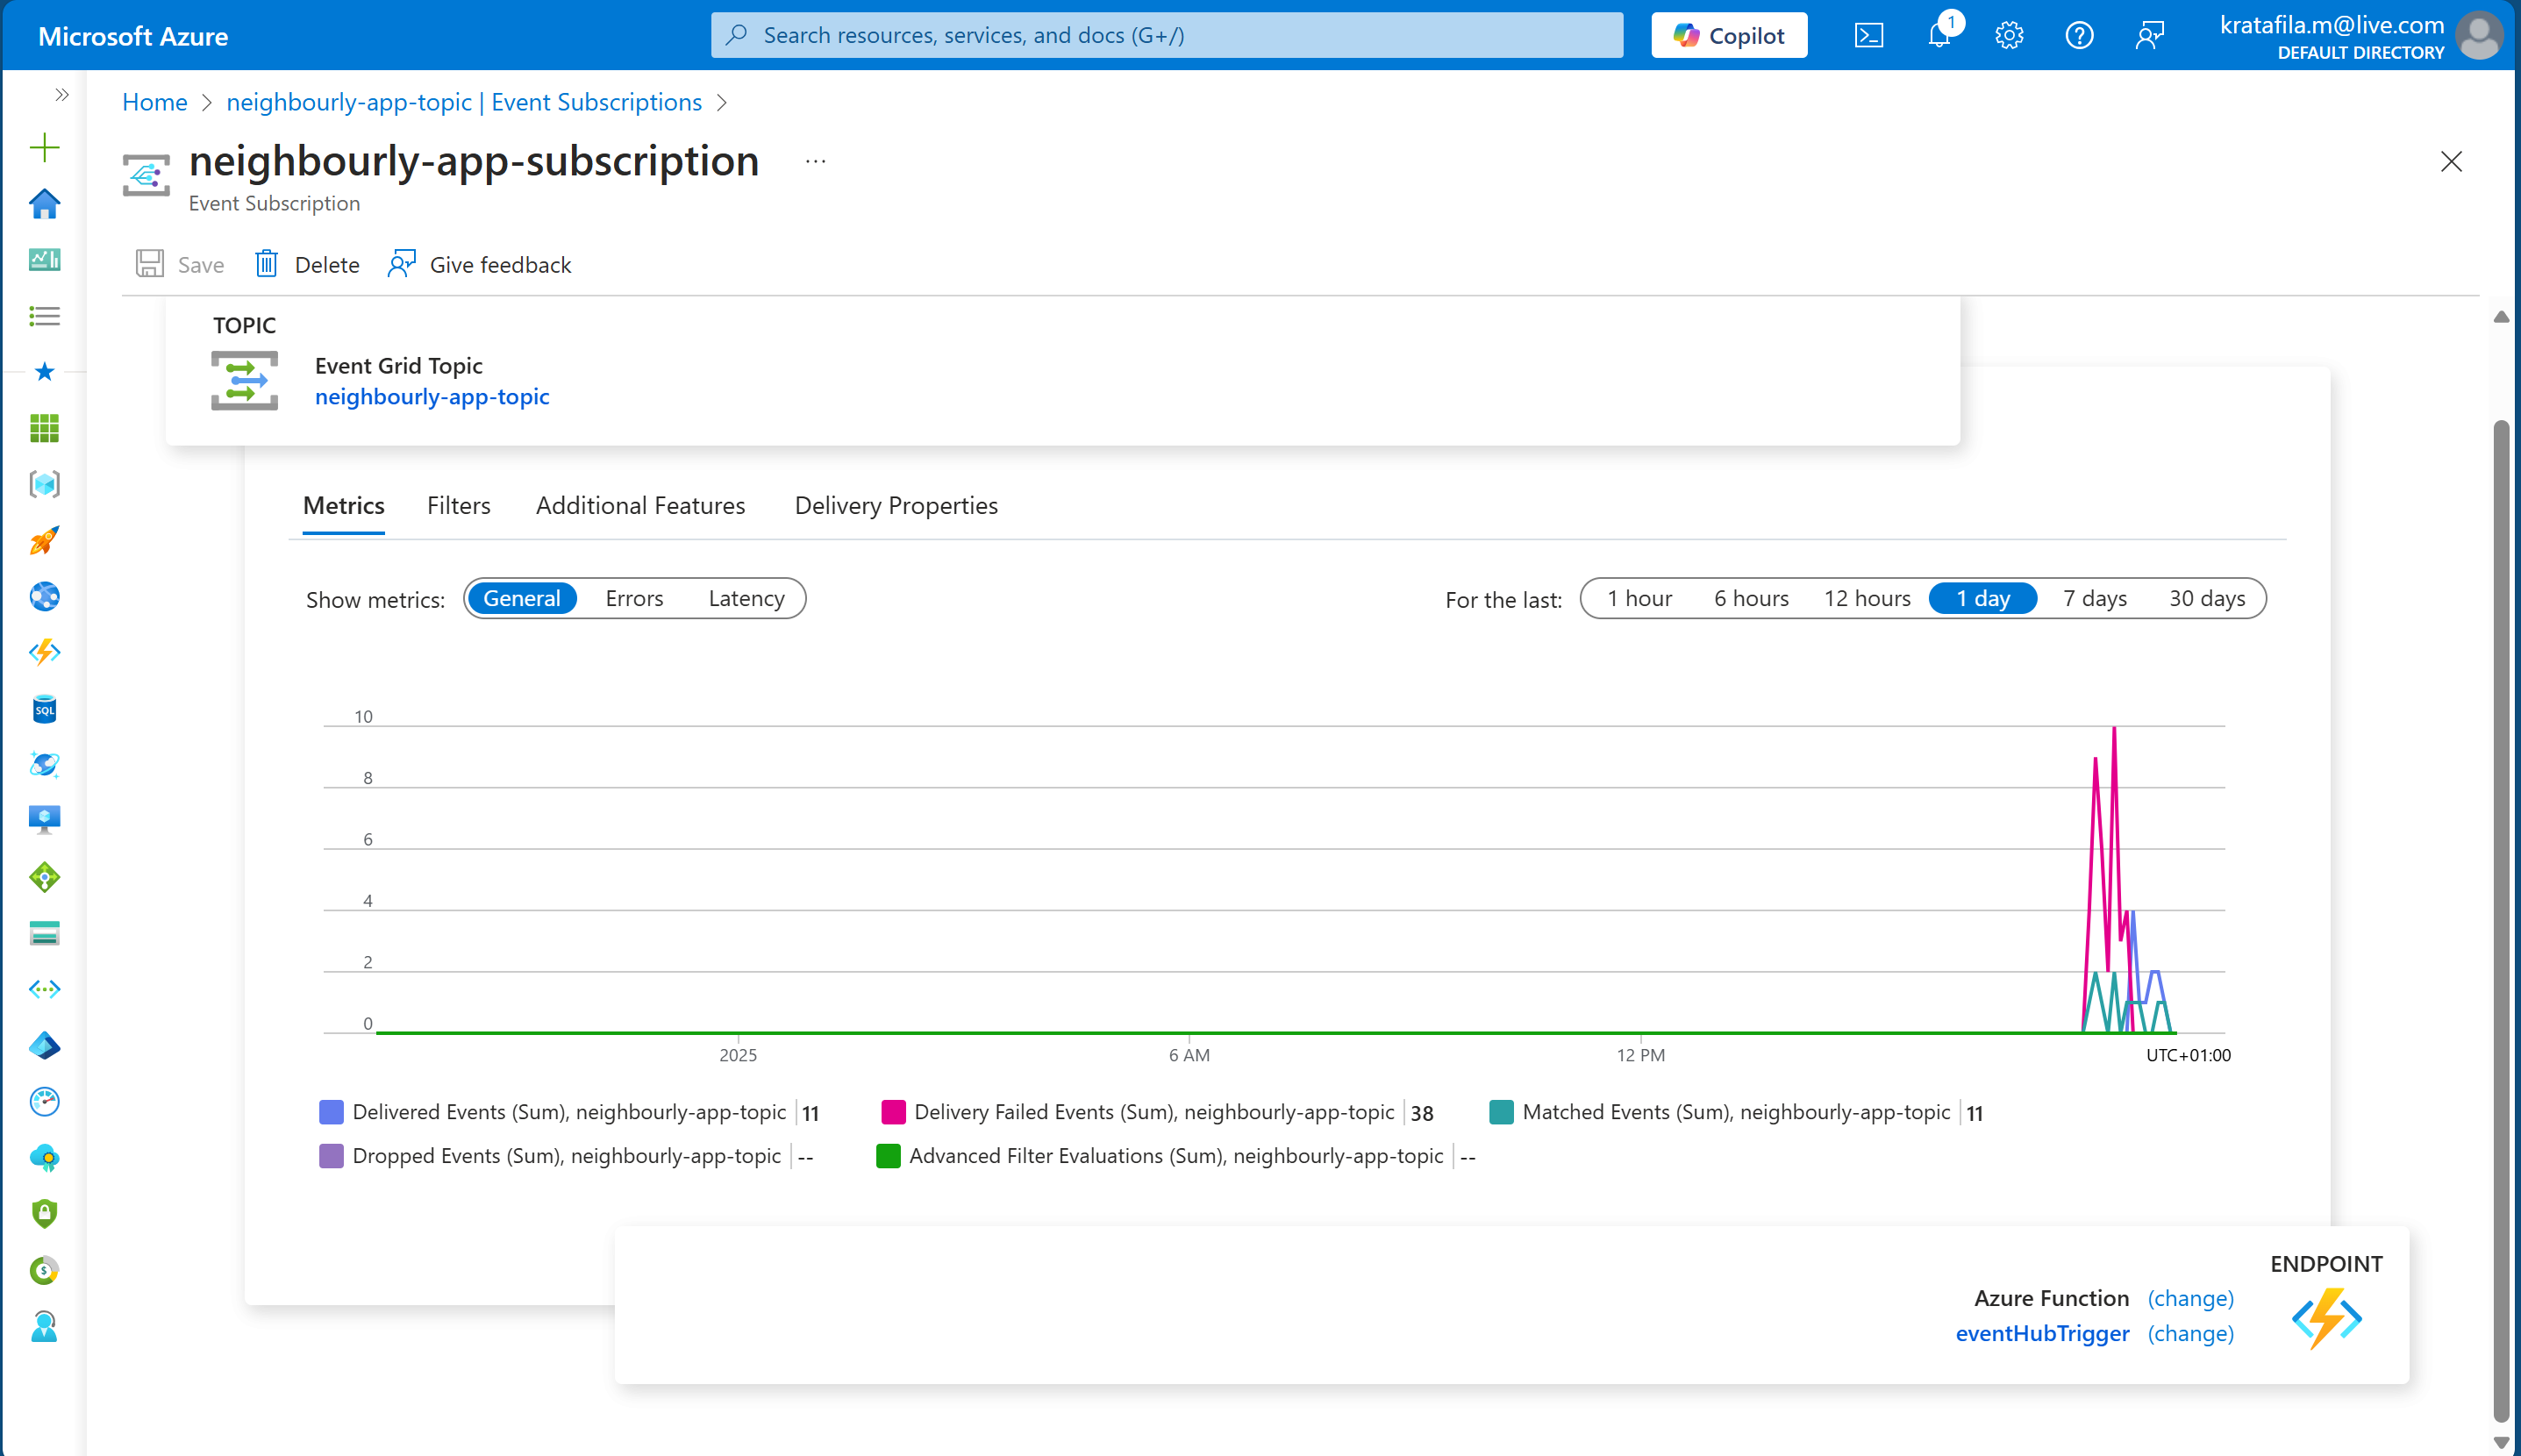 Microsoft Azure
Search resources, services, and docs (G+/)
Copilot
1
kratafila.m@live.com
DEFAULT DIRECTORY
Home > neighbourly-app-topic | Event Subscriptions >
neighbourly-app-subscription ...
Event Subscription
Save Delete Give feedback
TOPIC
Event Grid Topic
neighbourly-app-topic
Metrics Filters Additional Features Delivery Properties
Show metrics: General Errors Latency
For the last: 1 hour 6 hours 12 hours 1 day 7 days 30 days
10
8
6
4
2
0
2025 6 AM 12 PM UTC+01:00
Delivered Events (Sum), neighbourly-app-topic | 11
Delivery Failed Events (Sum), neighbourly-app-topic | 38
Matched Events (Sum), neighbourly-app-topic | 11
Dropped Events (Sum), neighbourly-app-topic | --
Advanced Filter Evaluations (Sum), neighbourly-app-topic | --
ENDPOINT
Azure Function (change)
eventHubTrigger (change)
SQL